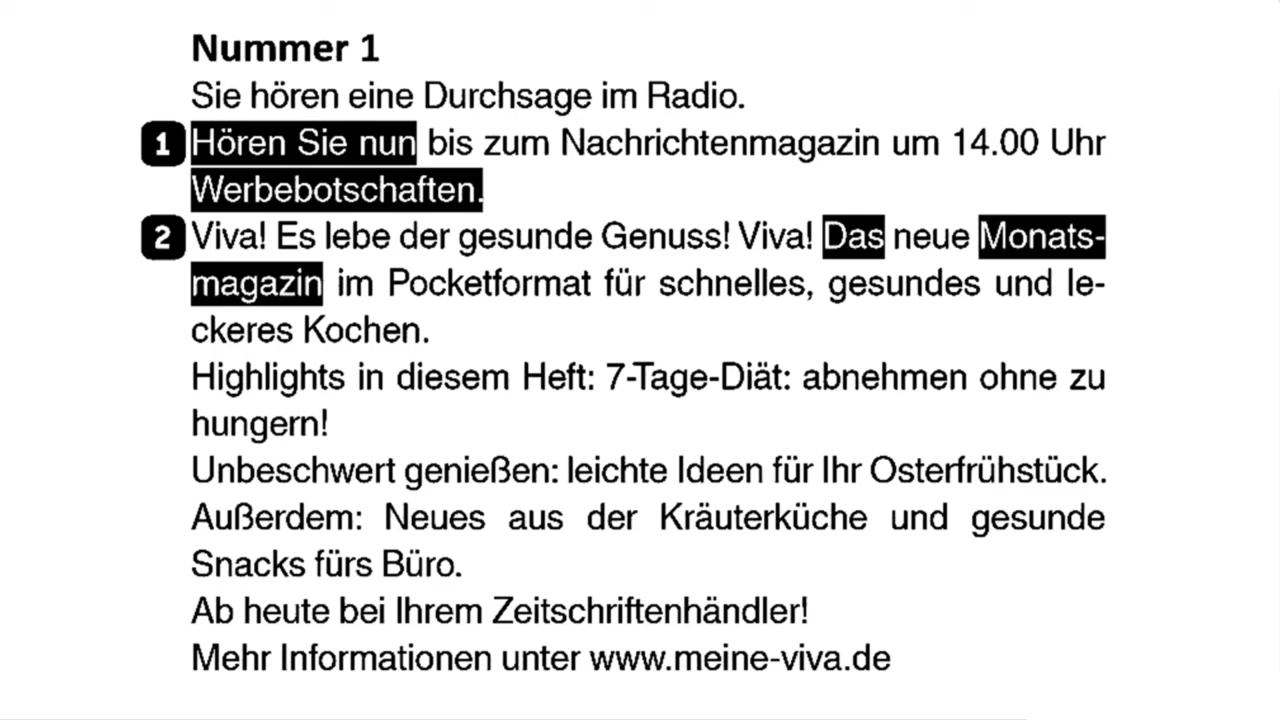 Nummer 1
Sie hören eine Durchsage im Radio.
1 Hören Sie nun bis zum Nachrichtenmagazin um 14.00 Uhr
Werbebotschaften.
2 Viva! Es lebe der gesunde Genuss! Viva! Das neue Monats-
magazin im Pocketformat für schnelles, gesundes und le-
ckeres Kochen.
Highlights in diesem Heft: 7-Tage-Diät: abnehmen ohne zu
hungern!
Unbeschwert genießen: leichte Ideen für Ihr Osterfrühstück.
Außerdem: Neues aus der Kräuterküche und gesunde
Snacks fürs Büro.
Ab heute bei Ihrem Zeitschriftenhändler!
Mehr Informationen unter www.meine-viva.de